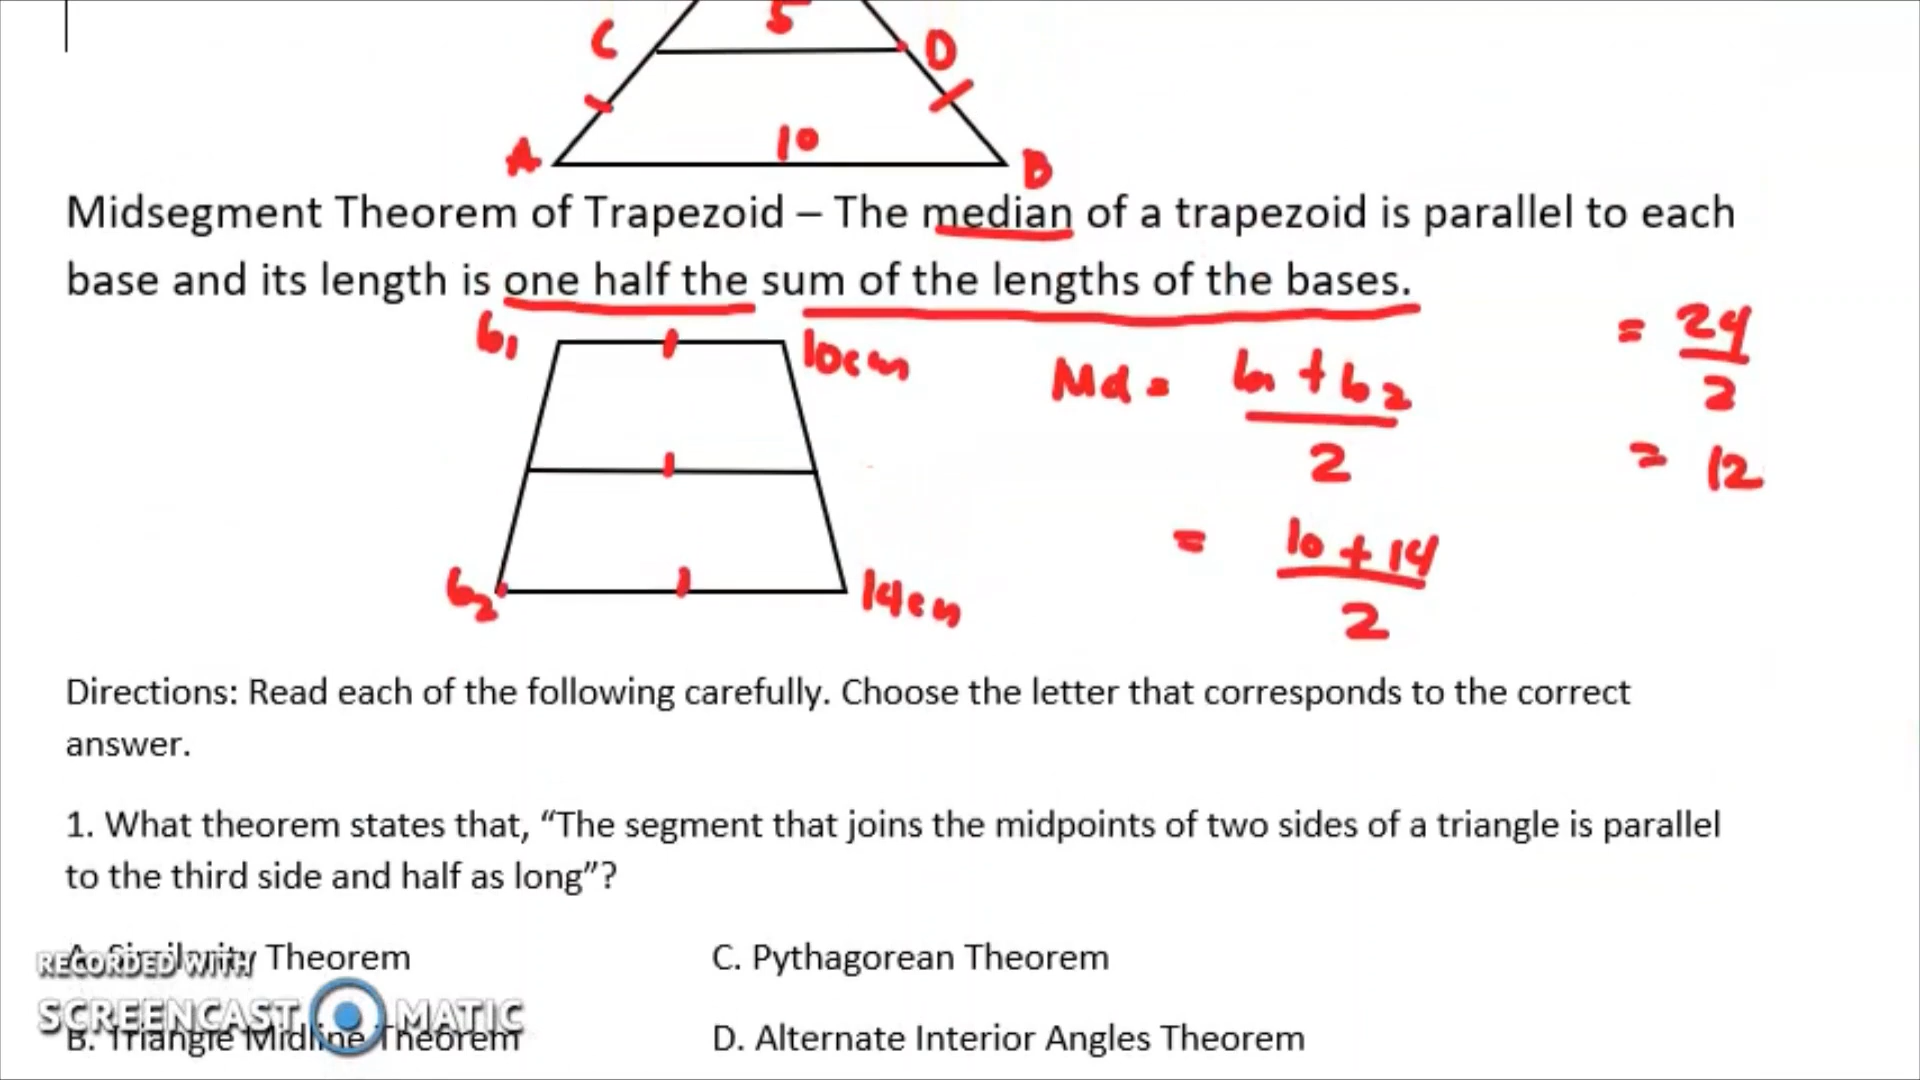 5
C D
10
A B
Midsegment Theorem of Trapezoid – The median of a trapezoid is parallel to each
base and its length is one half the sum of the lengths of the bases.
b1 10cm
Md = b1 + b2
2
= 10 + 14
2
= 24
2
= 12
b2 14cm
Directions: Read each of the following carefully. Choose the letter that corresponds to the correct
answer.
1. What theorem states that, “The segment that joins the midpoints of two sides of a triangle is parallel
to the third side and half as long”?
A. Similarity Theorem C. Pythagorean Theorem
B. Triangle Midline Theorem D. Alternate Interior Angles Theorem
RECORDED WITH
SCREENCAST MATIC